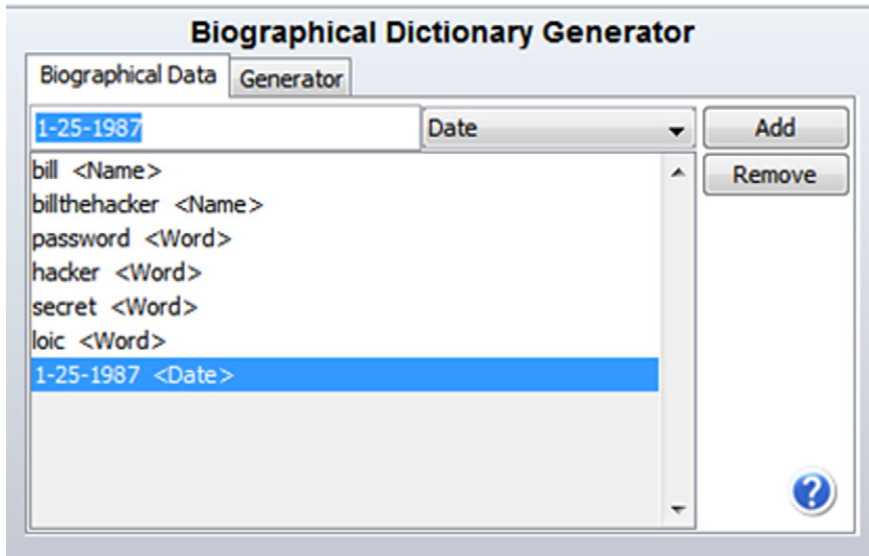 Biographical Dictionary Generator
Biographical Data Generator
1-25-1987 Date Add
bill <Name> Remove
billthehacker <Name>
password <Word>
hacker <Word>
secret <Word>
loic <Word>
1-25-1987 <Date>
?